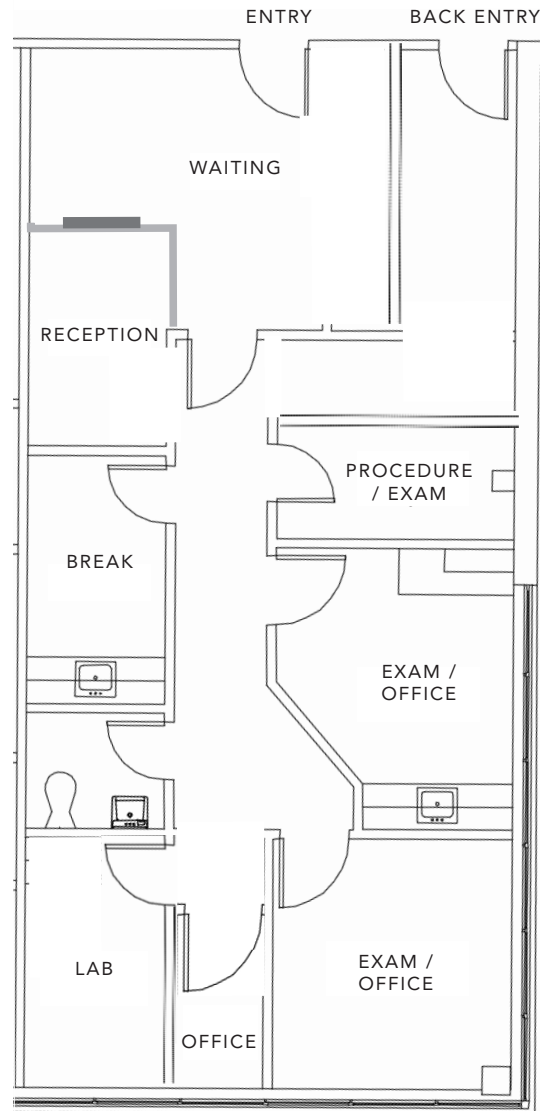 ENTRY
BACK ENTRY
WAITING
RECEPTION
PROCEDURE
/ EXAM
BREAK
EXAM /
OFFICE
LAB
EXAM /
OFFICE
OFFICE